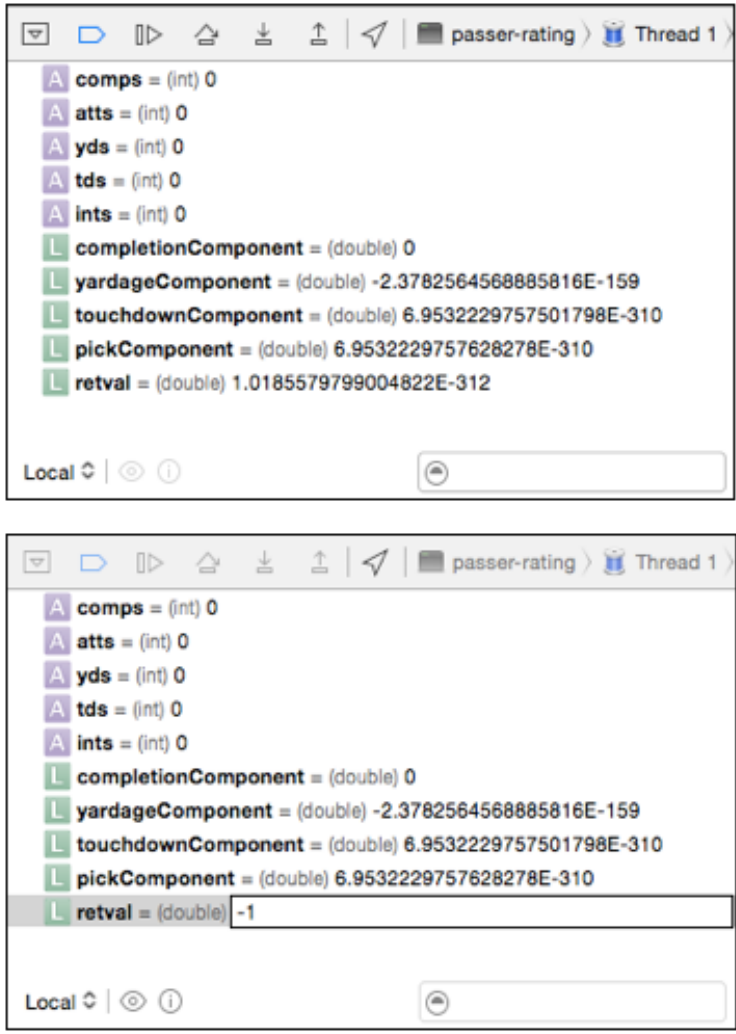 passer-rating Thread 1
A comps = (int) 0
A atts = (int) 0
A yds = (int) 0
A tds = (int) 0
A ints = (int) 0
L completionComponent = (double) 0
L yardageComponent = (double) -2.3782564568885816E-159
L touchdownComponent = (double) 6.9532229757501798E-310
L pickComponent = (double) 6.9532229757628278E-310
L retval = (double) 1.0185579799004822E-312
Local
passer-rating Thread 1
A comps = (int) 0
A atts = (int) 0
A yds = (int) 0
A tds = (int) 0
A ints = (int) 0
L completionComponent = (double) 0
L yardageComponent = (double) -2.3782564568885816E-159
L touchdownComponent = (double) 6.9532229757501798E-310
L pickComponent = (double) 6.9532229757628278E-310
L retval = (double) -1
Local